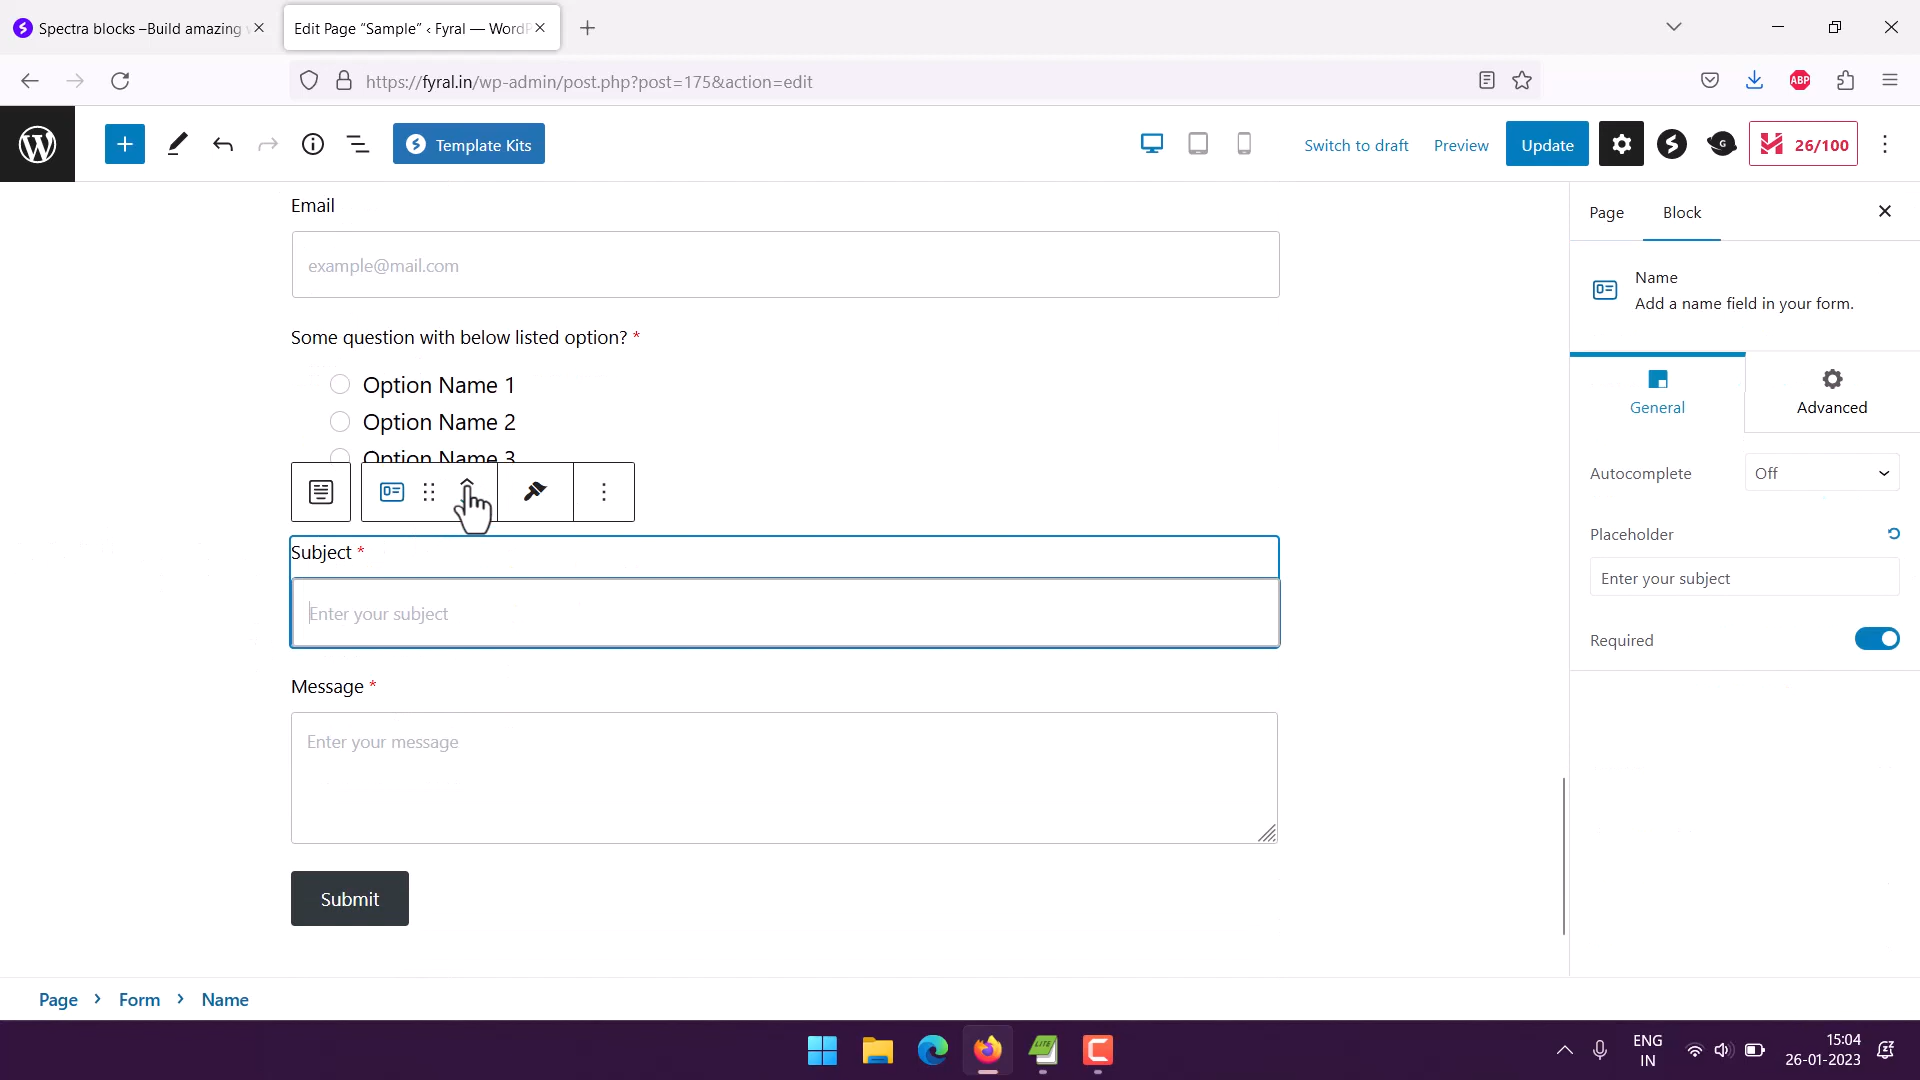 Spectra blocks –Build amazing
Edit Page “Sample” ‹ Fyral — WordP
https://fyral.in/wp-admin/post.php?post=175&action=edit
ABP
Template Kits
Switch to draft
Preview
Update
G
26/100
Email
example@mail.com
Some question with below listed option? *
Option Name 1
Option Name 2
Option Name 3
Subject *
Enter your subject
Message *
Enter your message
Submit
Page
Block
Name
Add a name field in your form.
General
Advanced
Autocomplete
Off
Placeholder
Enter your subject
Required
Page › Form › Name
LITE
ENG
IN
15:04
26-01-2023